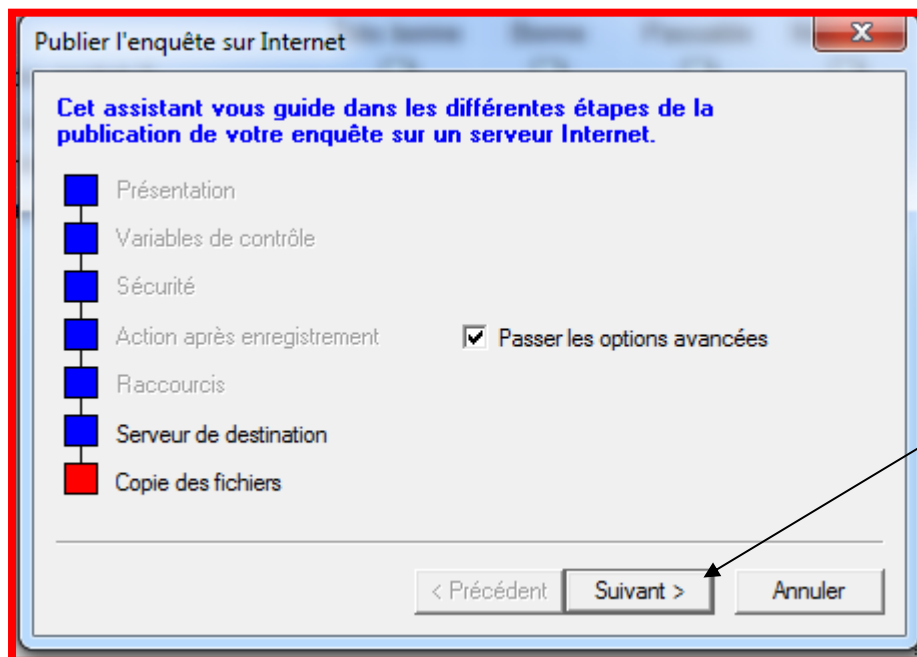 Publier l'enquête sur Internet
Bonne
Cet assistant vous guide dans les différentes étapes de la
publication de votre enquête sur un serveur Internet.
Présentation
Variables de contrôle
Sécurité
Action après enregistrement
Passer les options avancées
Raccourcis
Serveur de destination
Copie des fichiers
< Précédent
Suivant >
Annuler